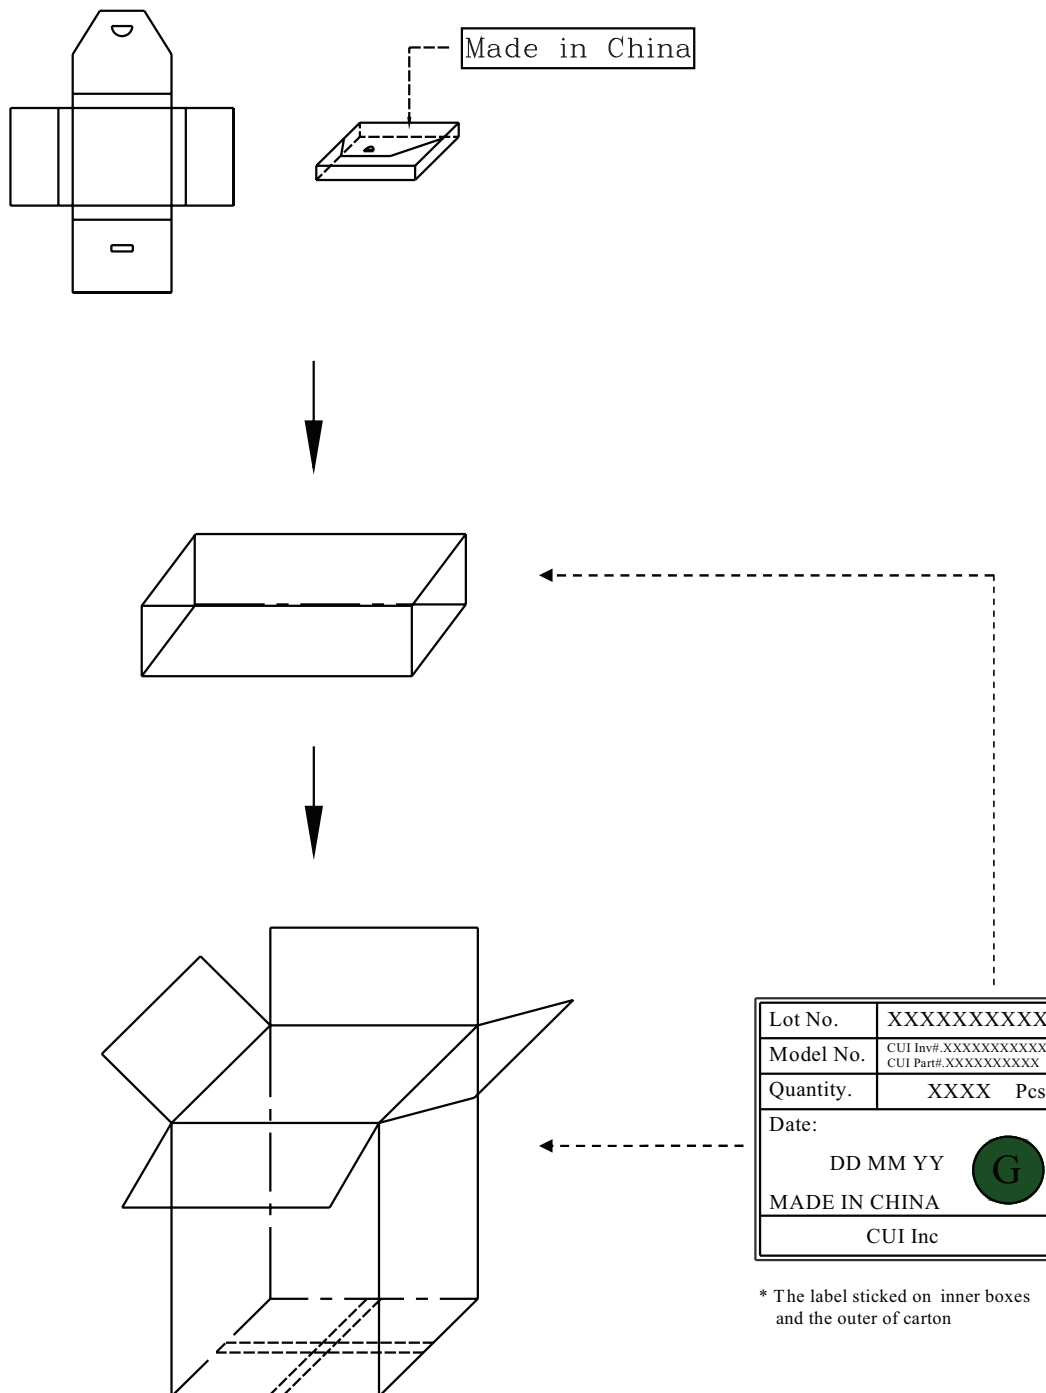 Made in China
Lot No. XXXXXXXXXX
Model No. CUI Inv#.XXXXXXXXXXX
CUI Part#.XXXXXXXXXX
Quantity. XXXX Pcs
Date:
DD MM YY
G
MADE IN CHINA
CUI Inc
* The label sticked on inner boxes
and the outer of carton